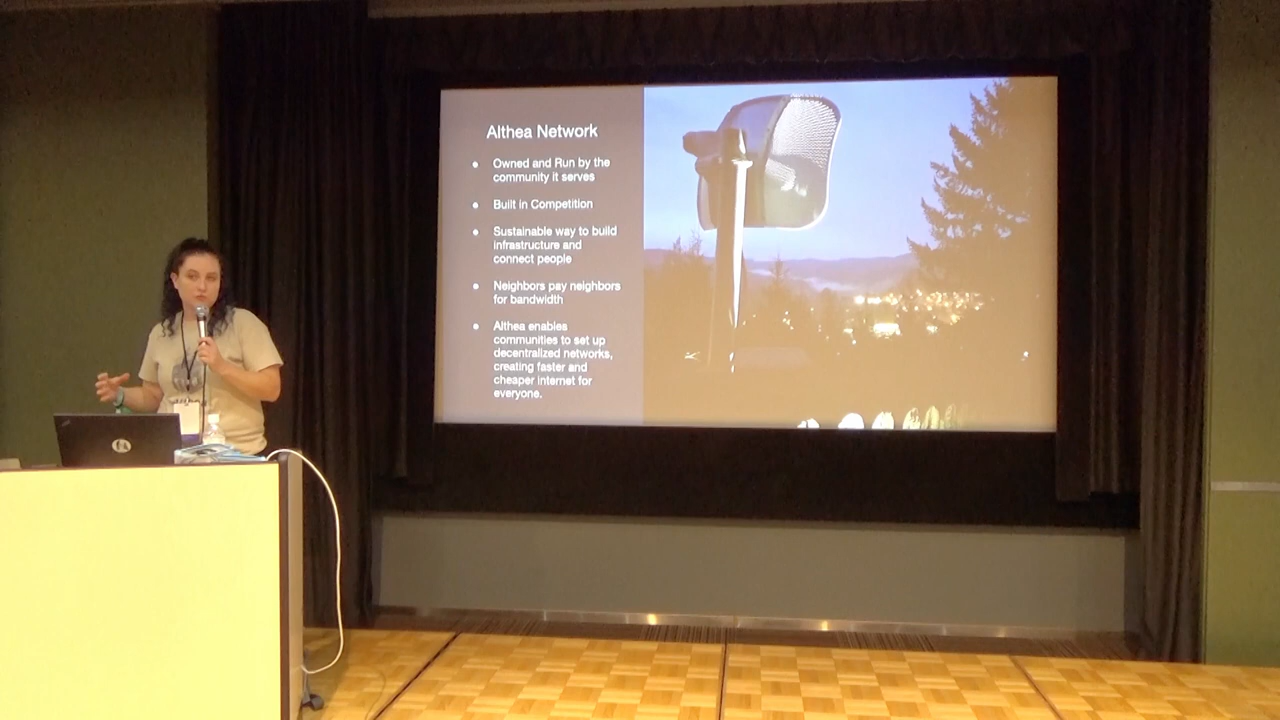 Althea Network
● Owned and Run by the
community it serves
● Built in Competition
● Sustainable way to build
infrastructure and
connect people
● Neighbors pay neighbors
for bandwidth
● Althea enables
communities to set up
decentralized networks,
creating faster and
cheaper internet for
everyone.